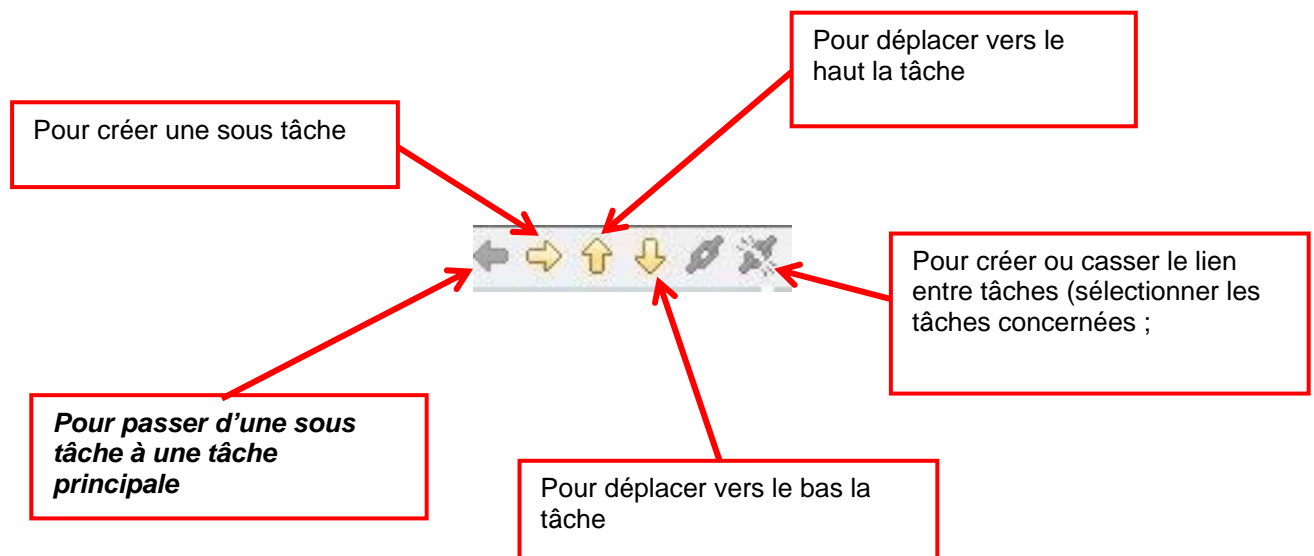 Pour déplacer vers le
haut la tâche
Pour créer une sous tâche
Pour créer ou casser le lien
entre tâches (sélectionner les
tâches concernées ;
Pour passer d’une sous
tâche à une tâche
principale
Pour déplacer vers le bas la
tâche